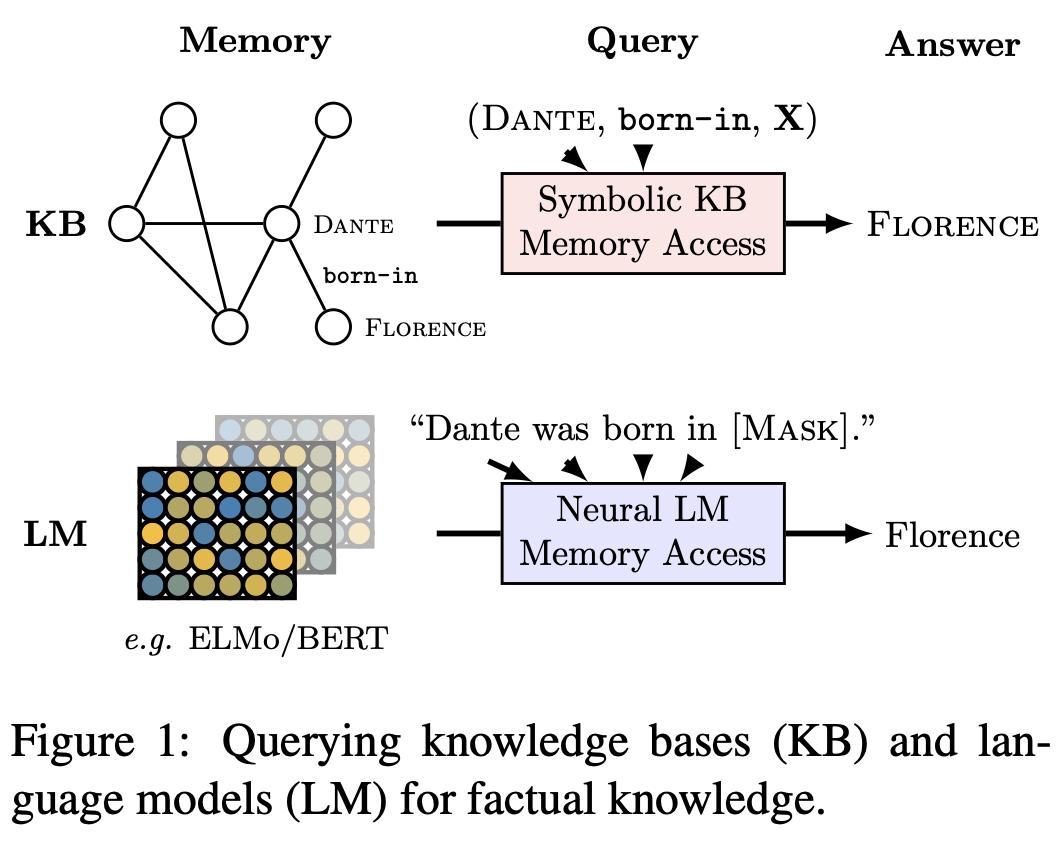 Memory Query Answer
(DANTE, born-in, X)
KB
DANTE
born-in
FLORENCE
Symbolic KB
Memory Access
FLORENCE
“Dante was born in [MASK].”
LM
Neural LM
Memory Access
Florence
e.g. ELMo/BERT
Figure 1: Querying knowledge bases (KB) and lan-
guage models (LM) for factual knowledge.